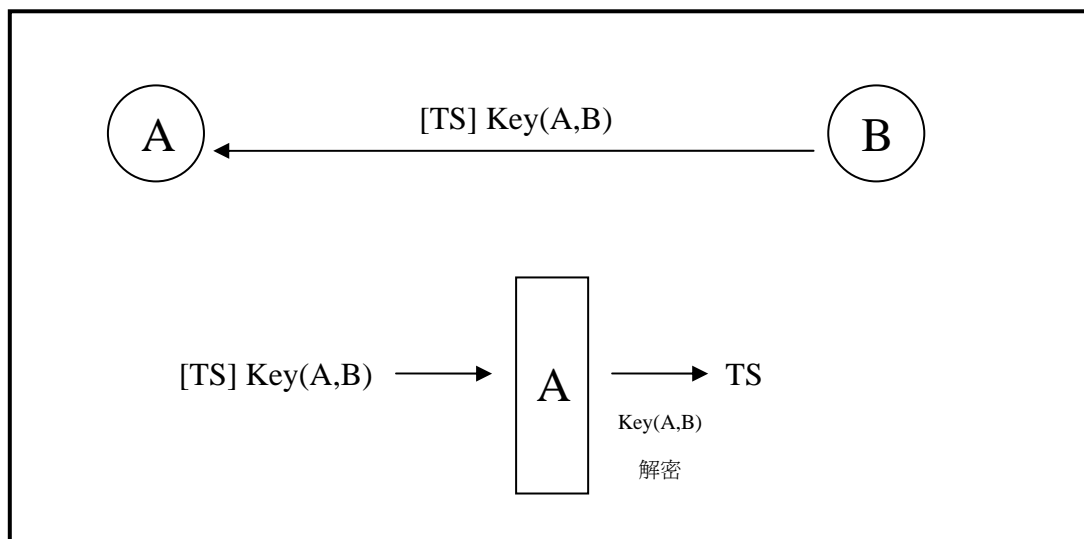 [TS] Key(A,B)
A
B
[TS] Key(A,B)
A
TS
Key(A,B)
解密